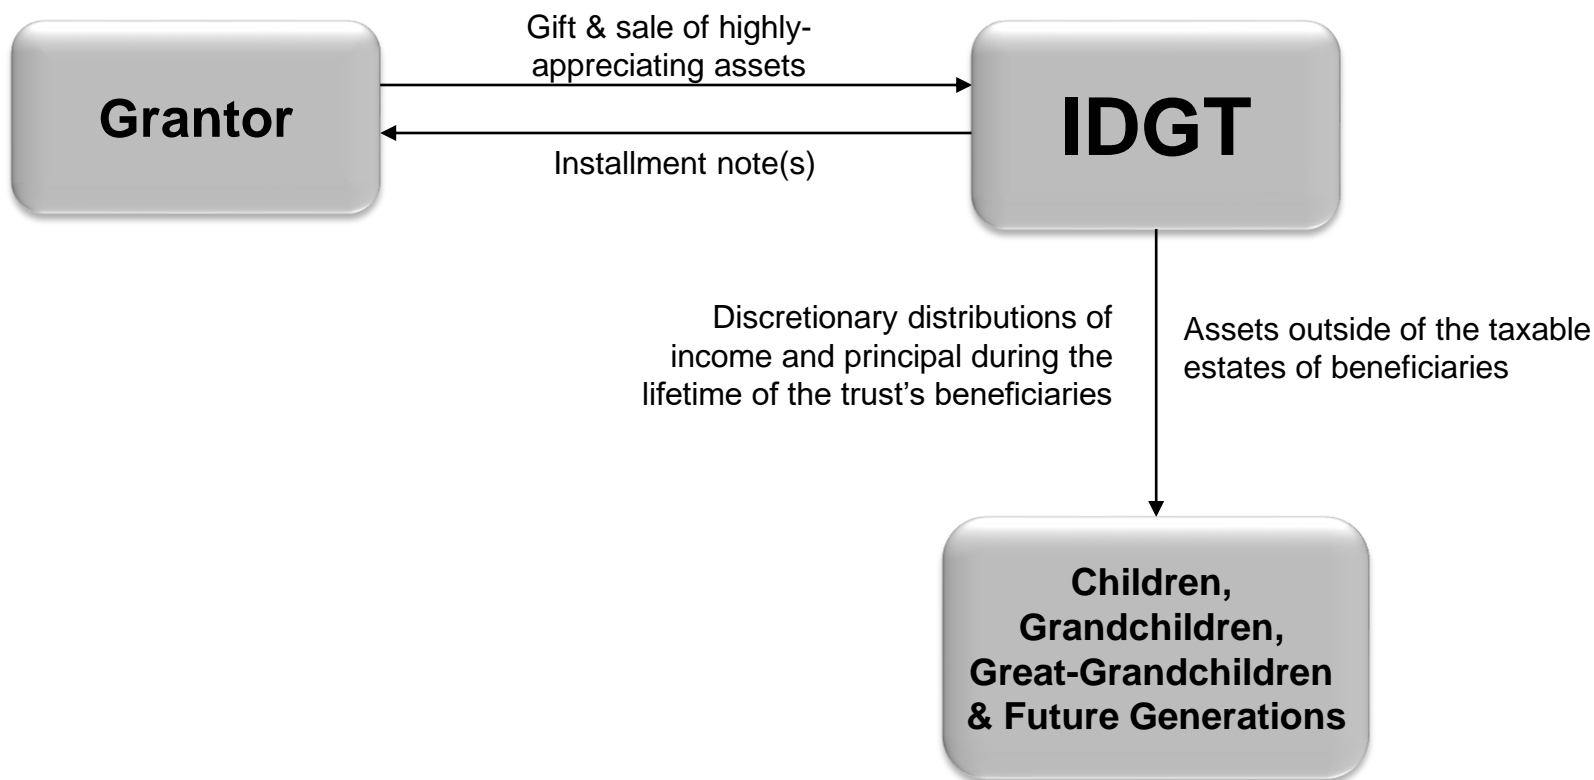 Gift & sale of highly-
appreciating assets
Grantor
IDGT
Installment note(s)
Discretionary distributions of
income and principal during the
lifetime of the trust’s beneficiaries
Assets outside of the taxable
estates of beneficiaries
Children,
Grandchildren,
Great-Grandchildren
& Future Generations